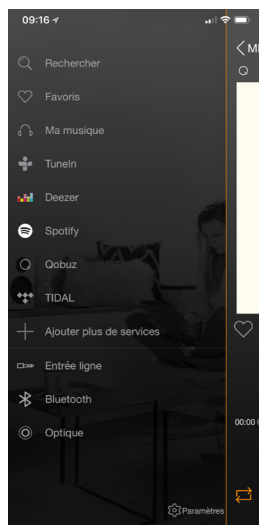 09:16
Rechercher
Favoris
Ma musique
TuneIn
Deezer
Spotify
Qobuz
TIDAL
Ajouter plus de services
Entrée ligne
Bluetooth
Optique
00:00
Paramètres